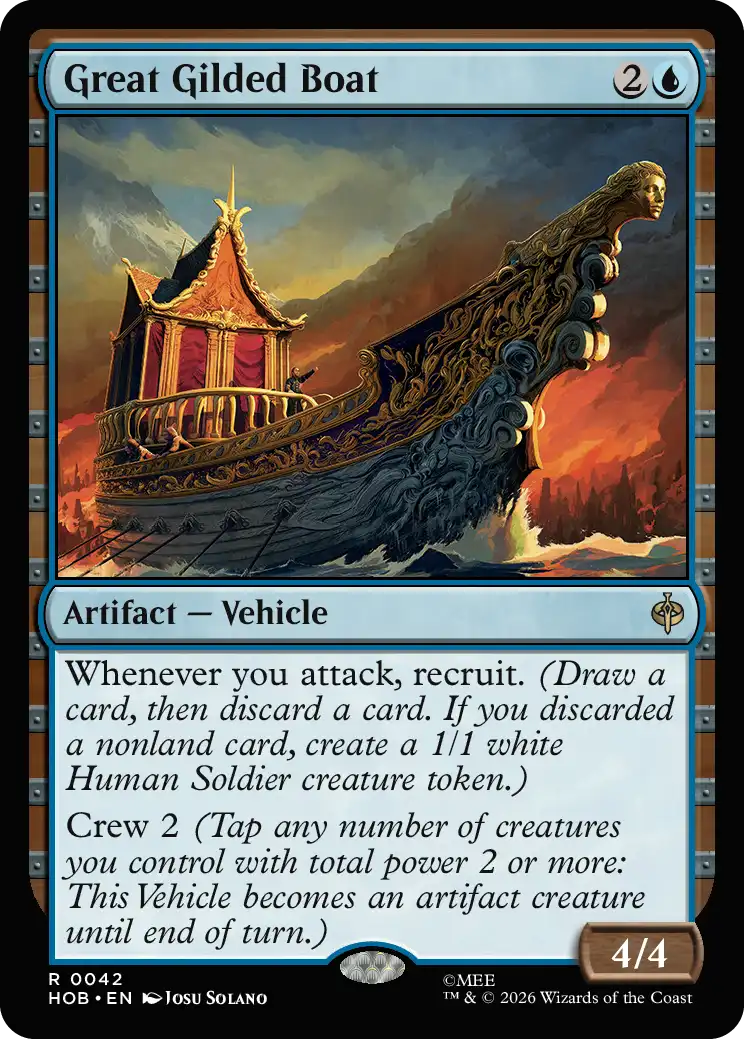 Great Gilded Boat 2
Artifact — Vehicle
Whenever you attack, recruit. (Draw a
card, then discard a card. If you discarded
a nonland card, create a 1/1 white
Human Soldier creature token.)
Crew 2 (Tap any number of creatures
you control with total power 2 or more:
This Vehicle becomes an artifact creature
until end of turn.)
4/4
R 0042
HOB • EN Josu Solano
©MEE
™ & © 2026 Wizards of the Coast